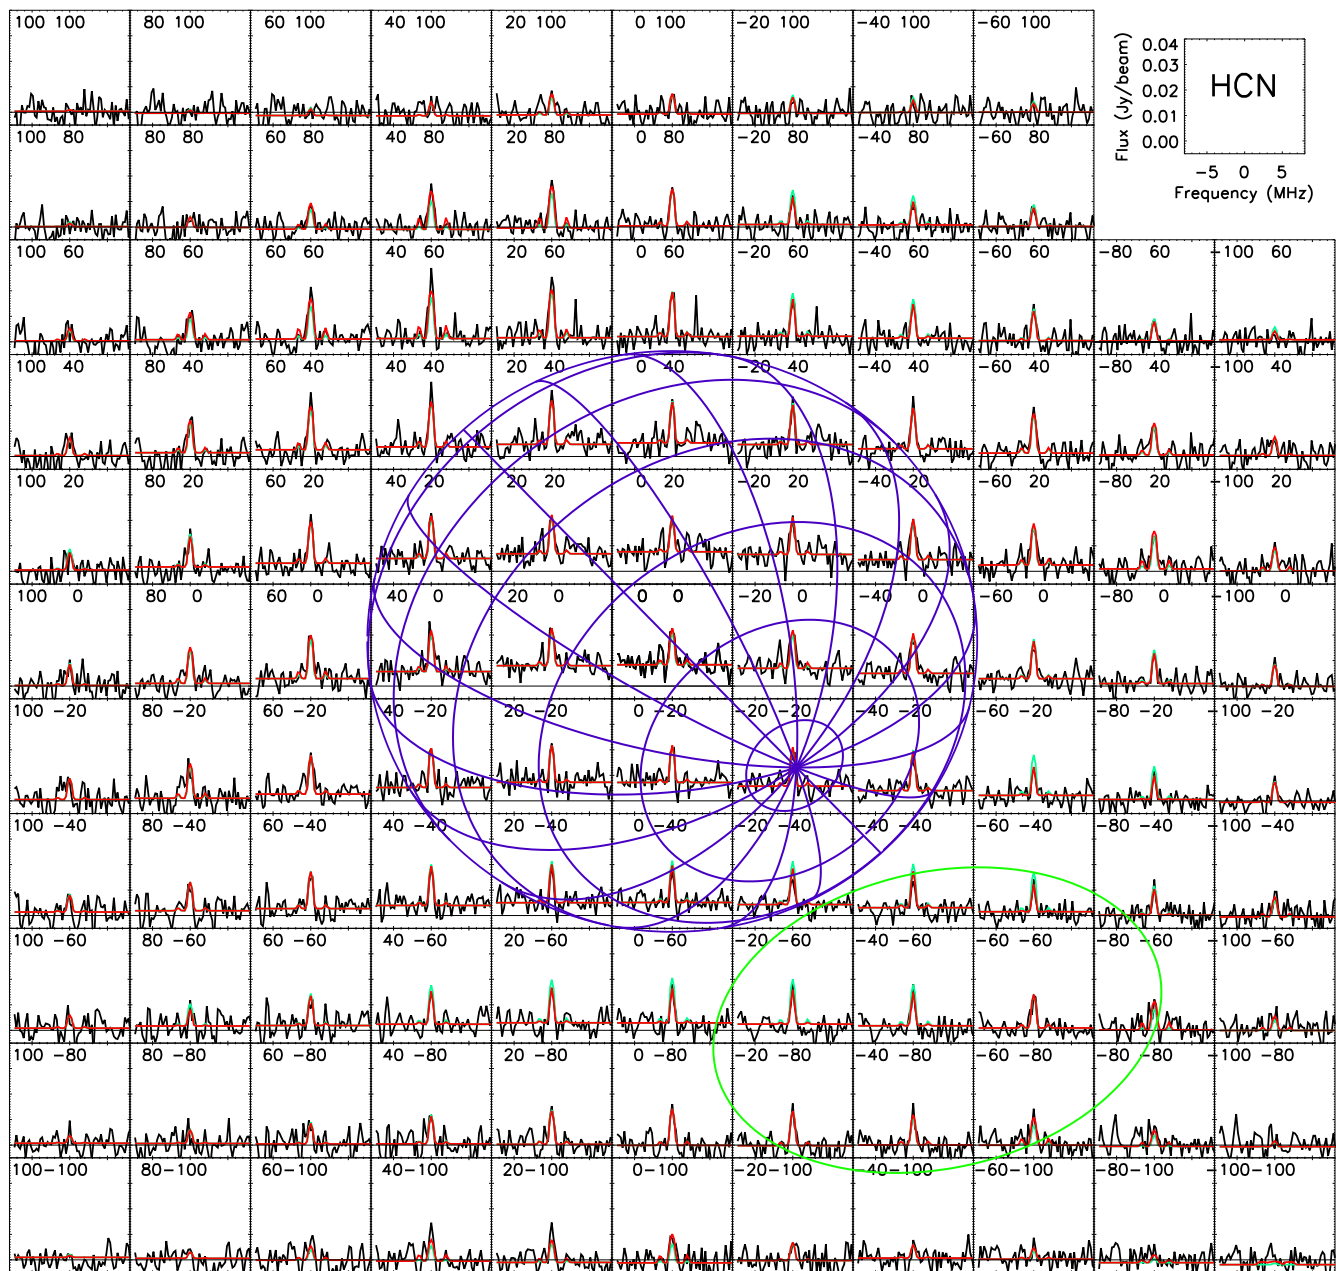 100 100 80 100 60 100 40 100 20 100 0 100 −20 100 −40 100 −60 100
0.04
0.03
0.02
0.01
0.00
Flux (Jy/beam)
HCN
−5 0 5
Frequency (MHz)
100 80 80 80 60 80 40 80 20 80 0 80 −20 80 −40 80 −60 80
100 60 80 60 60 60 40 60 20 60 0 60 −20 60 −40 60 −60 60 −80 60 −100 60
100 40 80 40 60 40 40 40 20 40 0 40 −20 40 −40 40 −60 40 −80 40 −100 40
100 20 80 20 60 20 40 20 20 20 0 20 −20 20 −40 20 −60 20 −80 20 −100 20
100 0 80 0 60 0 40 0 20 0 0 0 −20 0 −40 0 −60 0 −80 0 −100 0
100 −20 80 −20 60 −20 40 −20 20 −20 0 −20 −20 −20 −40 −20 −60 −20 −80 −20 −100 −20
100 −40 80 −40 60 −40 40 −40 20 −40 0 −40 −20 −40 −40 −40 −60 −40 −80 −40 −100 −40
100 −60 80 −60 60 −60 40 −60 20 −60 0 −60 −20 −60 −40 −60 −60 −60 −80 −60 −100 −60
100 −80 80 −80 60 −80 40 −80 20 −80 0 −80 −20 −80 −40 −80 −60 −80 −80 −80 −100 −80
100−100 80−100 60−100 40−100 20−100 0−100 −20−100 −40−100 −60−100 −80−100 −100−100